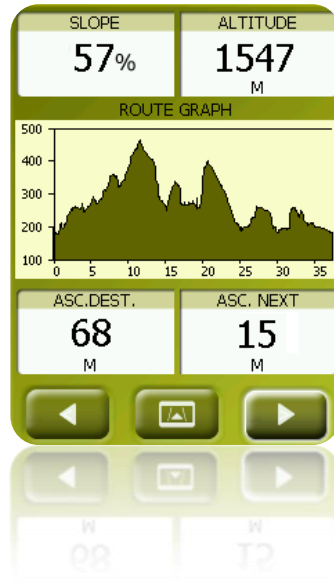 SLOPE ALTITUDE
57% 1547
M
ROUTE GRAPH
500
400
300
200
100
0 5 10 15 20 25 30 35
ASC.DEST. ASC. NEXT
68 15
M M